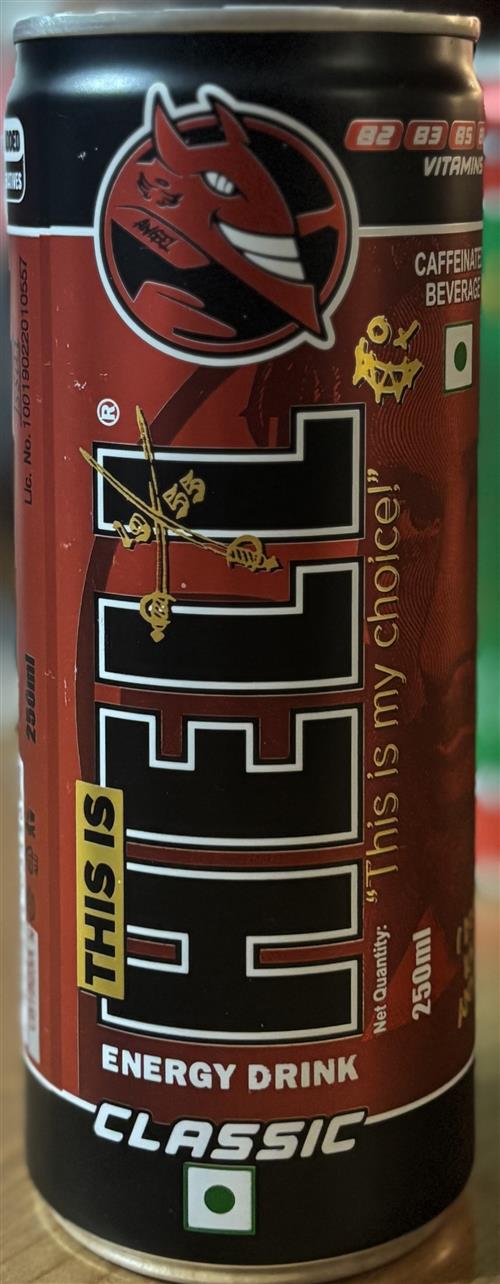 B2 B3 B5
VITAMINS
CAFFEINATED
BEVERAGE
ANGEL
Lic. No. 10019022010557
250ml
THIS IS
HELL®
"This is my choice!"
Net Quantity:
250ml
ENERGY DRINK
CLASSIC